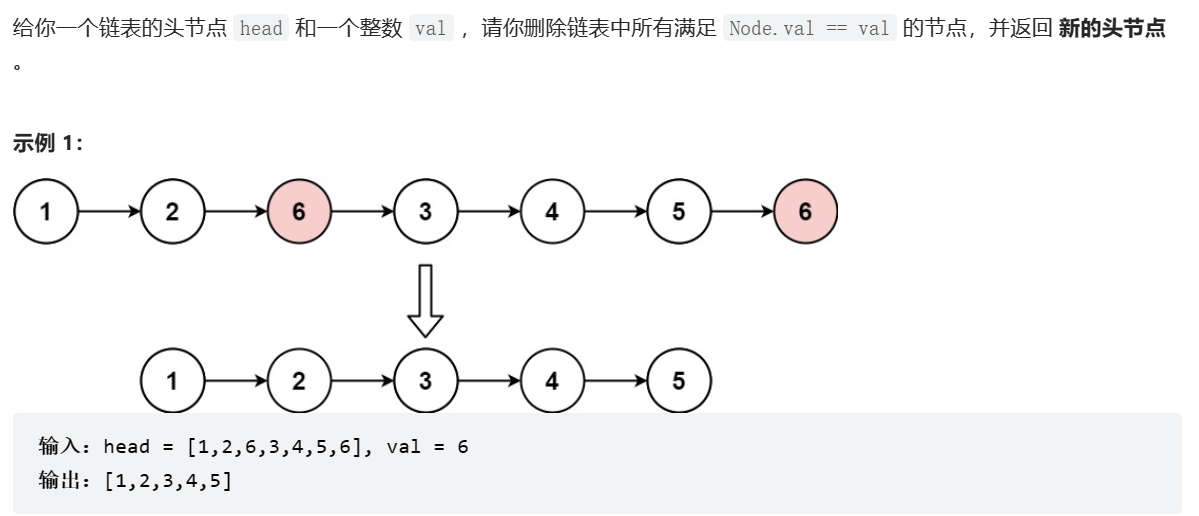 给你一个链表的头节点 head 和一个整数 val ，请你删除链表中所有满足 Node.val == val 的节点，并返回 新的头节点
。
示例 1：
1 2 6 3 4 5 6
1 2 3 4 5
输入：head = [1,2,6,3,4,5,6], val = 6
输出：[1,2,3,4,5]